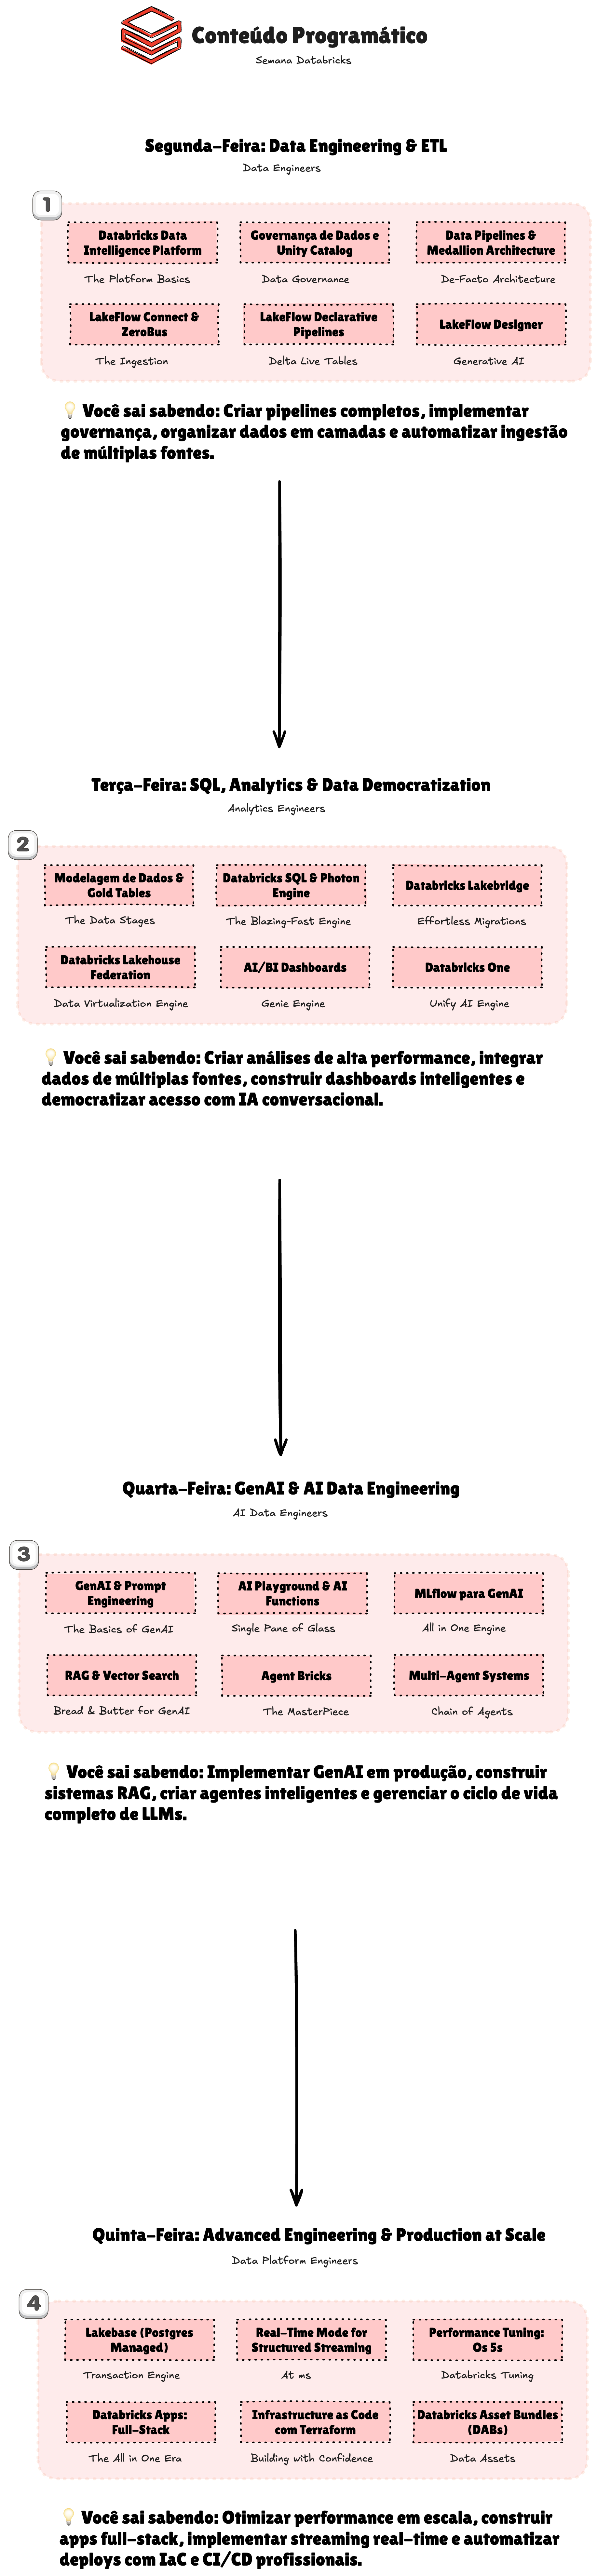 Conteúdo Programático
Semana Databricks
Segunda-Feira: Data Engineering & ETL
Data Engineers
1
Databricks Data
Intelligence Platform
The Platform Basics
Governança de Dados e
Unity Catalog
Data Governance
Data Pipelines &
Medallion Architecture
De-Facto Architecture
LakeFlow Connect &
ZeroBus
The Ingestion
LakeFlow Declarative
Pipelines
Delta Live Tables
LakeFlow Designer
Generative AI
💡 Você sai sabendo: Criar pipelines completos, implementar
governança, organizar dados em camadas e automatizar ingestão
de múltiplas fontes.
Terça-Feira: SQL, Analytics & Data Democratization
Analytics Engineers
2
Modelagem de Dados &
Gold Tables
The Data Stages
Databricks SQL & Photon
Engine
The Blazing-Fast Engine
Databricks Lakebridge
Effortless Migrations
Databricks Lakehouse
Federation
Data Virtualization Engine
AI/BI Dashboards
Genie Engine
Databricks One
Unify AI Engine
💡 Você sai sabendo: Criar análises de alta performance, integrar
dados de múltiplas fontes, construir dashboards inteligentes e
democratizar acesso com IA conversacional.
Quarta-Feira: GenAI & AI Data Engineering
AI Data Engineers
3
GenAI & Prompt
Engineering
The Basics of GenAI
AI Playground & AI
Functions
Single Pane of Glass
MLflow para GenAI
All in One Engine
RAG & Vector Search
Bread & Butter for GenAI
Agent Bricks
The MasterPiece
Multi-Agent Systems
Chain of Agents
💡 Você sai sabendo: Implementar GenAI em produção, construir
sistemas RAG, criar agentes inteligentes e gerenciar o ciclo de vida
completo de LLMs.
Quinta-Feira: Advanced Engineering & Production at Scale
Data Platform Engineers
4
Lakebase (Postgres
Managed)
Transaction Engine
Real-Time Mode for
Structured Streaming
At ms
Performance Tuning:
Os 5s
Databricks Tuning
Databricks Apps:
Full-Stack
The All in One Era
Infrastructure as Code
com Terraform
Building with Confidence
Databricks Asset Bundles
(DABs)
Data Assets
💡 Você sai sabendo: Otimizar performance em escala, construir
apps full-stack, implementar streaming real-time e automatizar
deploys com IaC e CI/CD profissionais.